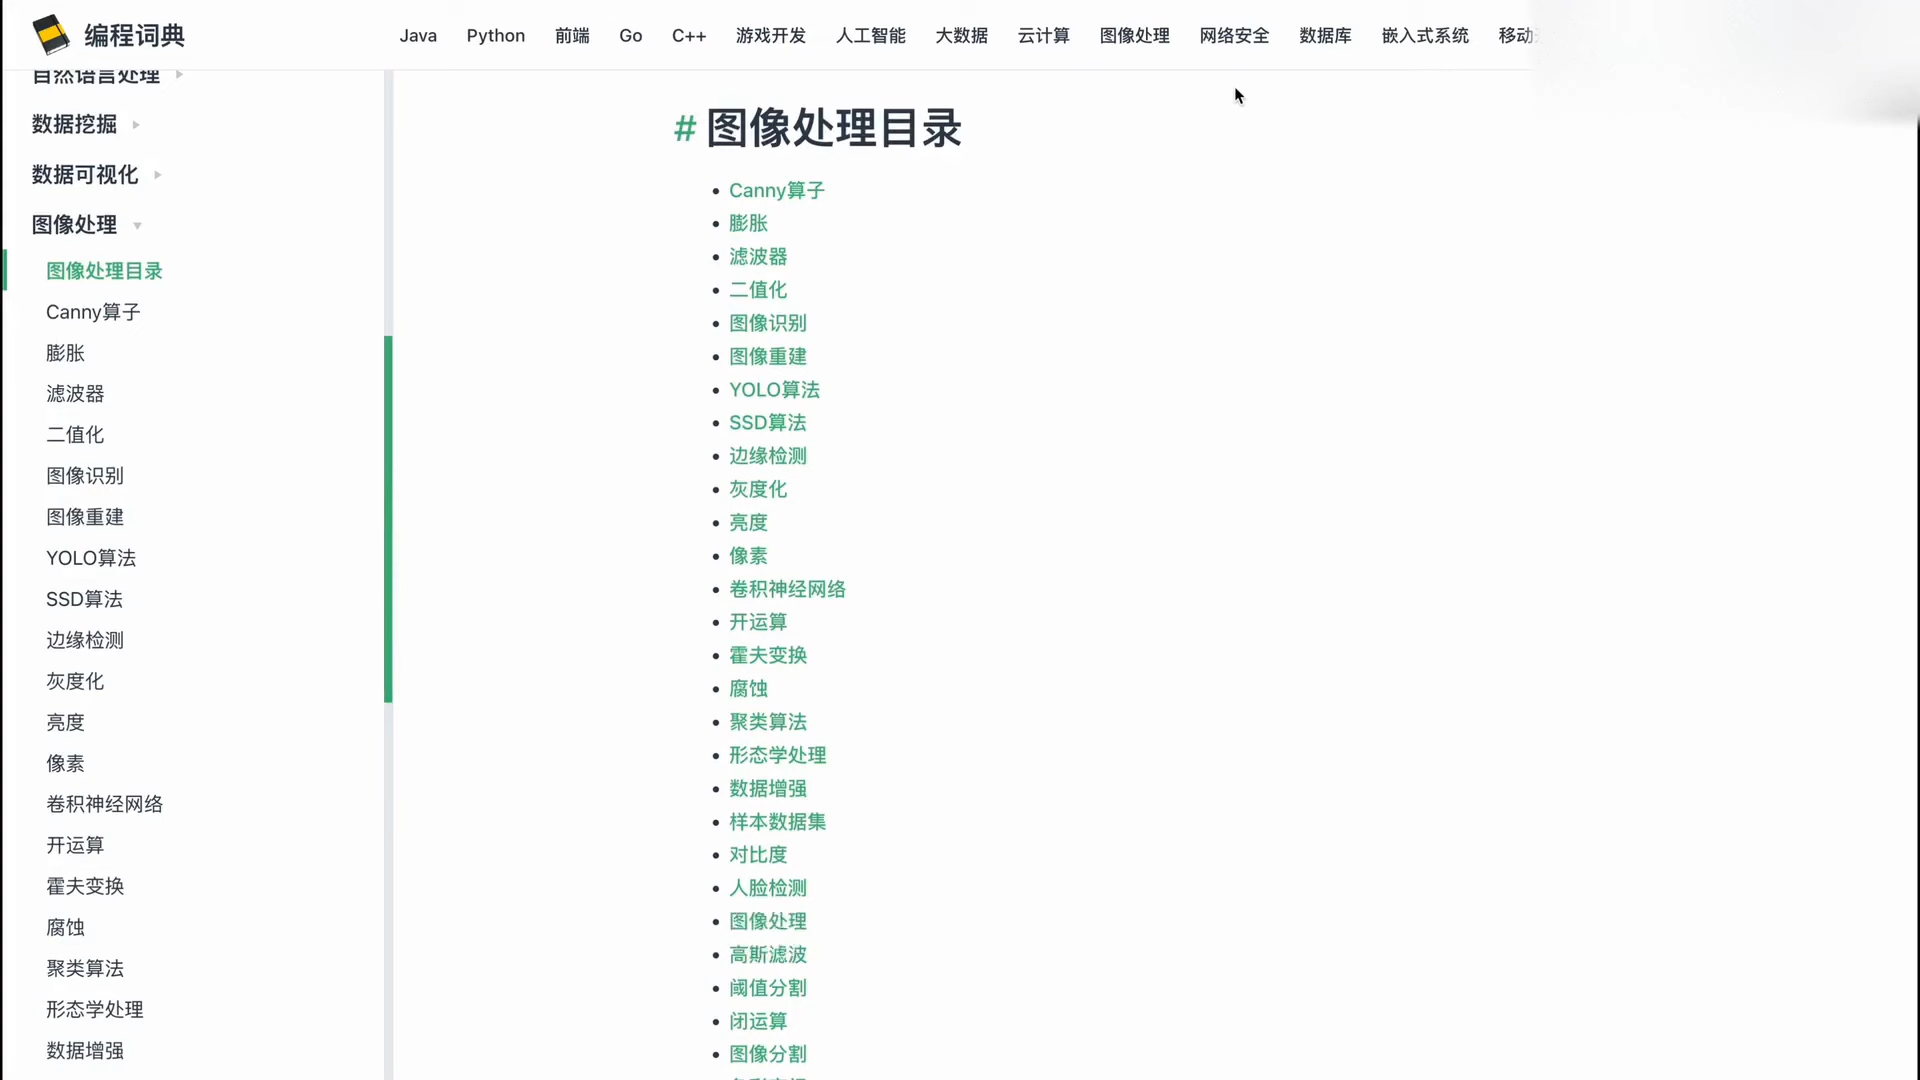 编程词典
Java Python 前端 Go C++ 游戏开发 人工智能 大数据 云计算 图像处理 网络安全 数据库 嵌入式系统 移动
自然语言处理
数据挖掘
数据可视化
图像处理
图像处理目录
Canny算子
膨胀
滤波器
二值化
图像识别
图像重建
YOLO算法
SSD算法
边缘检测
灰度化
亮度
像素
卷积神经网络
开运算
霍夫变换
腐蚀
聚类算法
形态学处理
数据增强
# 图像处理目录
Canny算子
膨胀
滤波器
二值化
图像识别
图像重建
YOLO算法
SSD算法
边缘检测
灰度化
亮度
像素
卷积神经网络
开运算
霍夫变换
腐蚀
聚类算法
形态学处理
数据增强
样本数据集
对比度
人脸检测
图像处理
高斯滤波
阈值分割
闭运算
图像分割